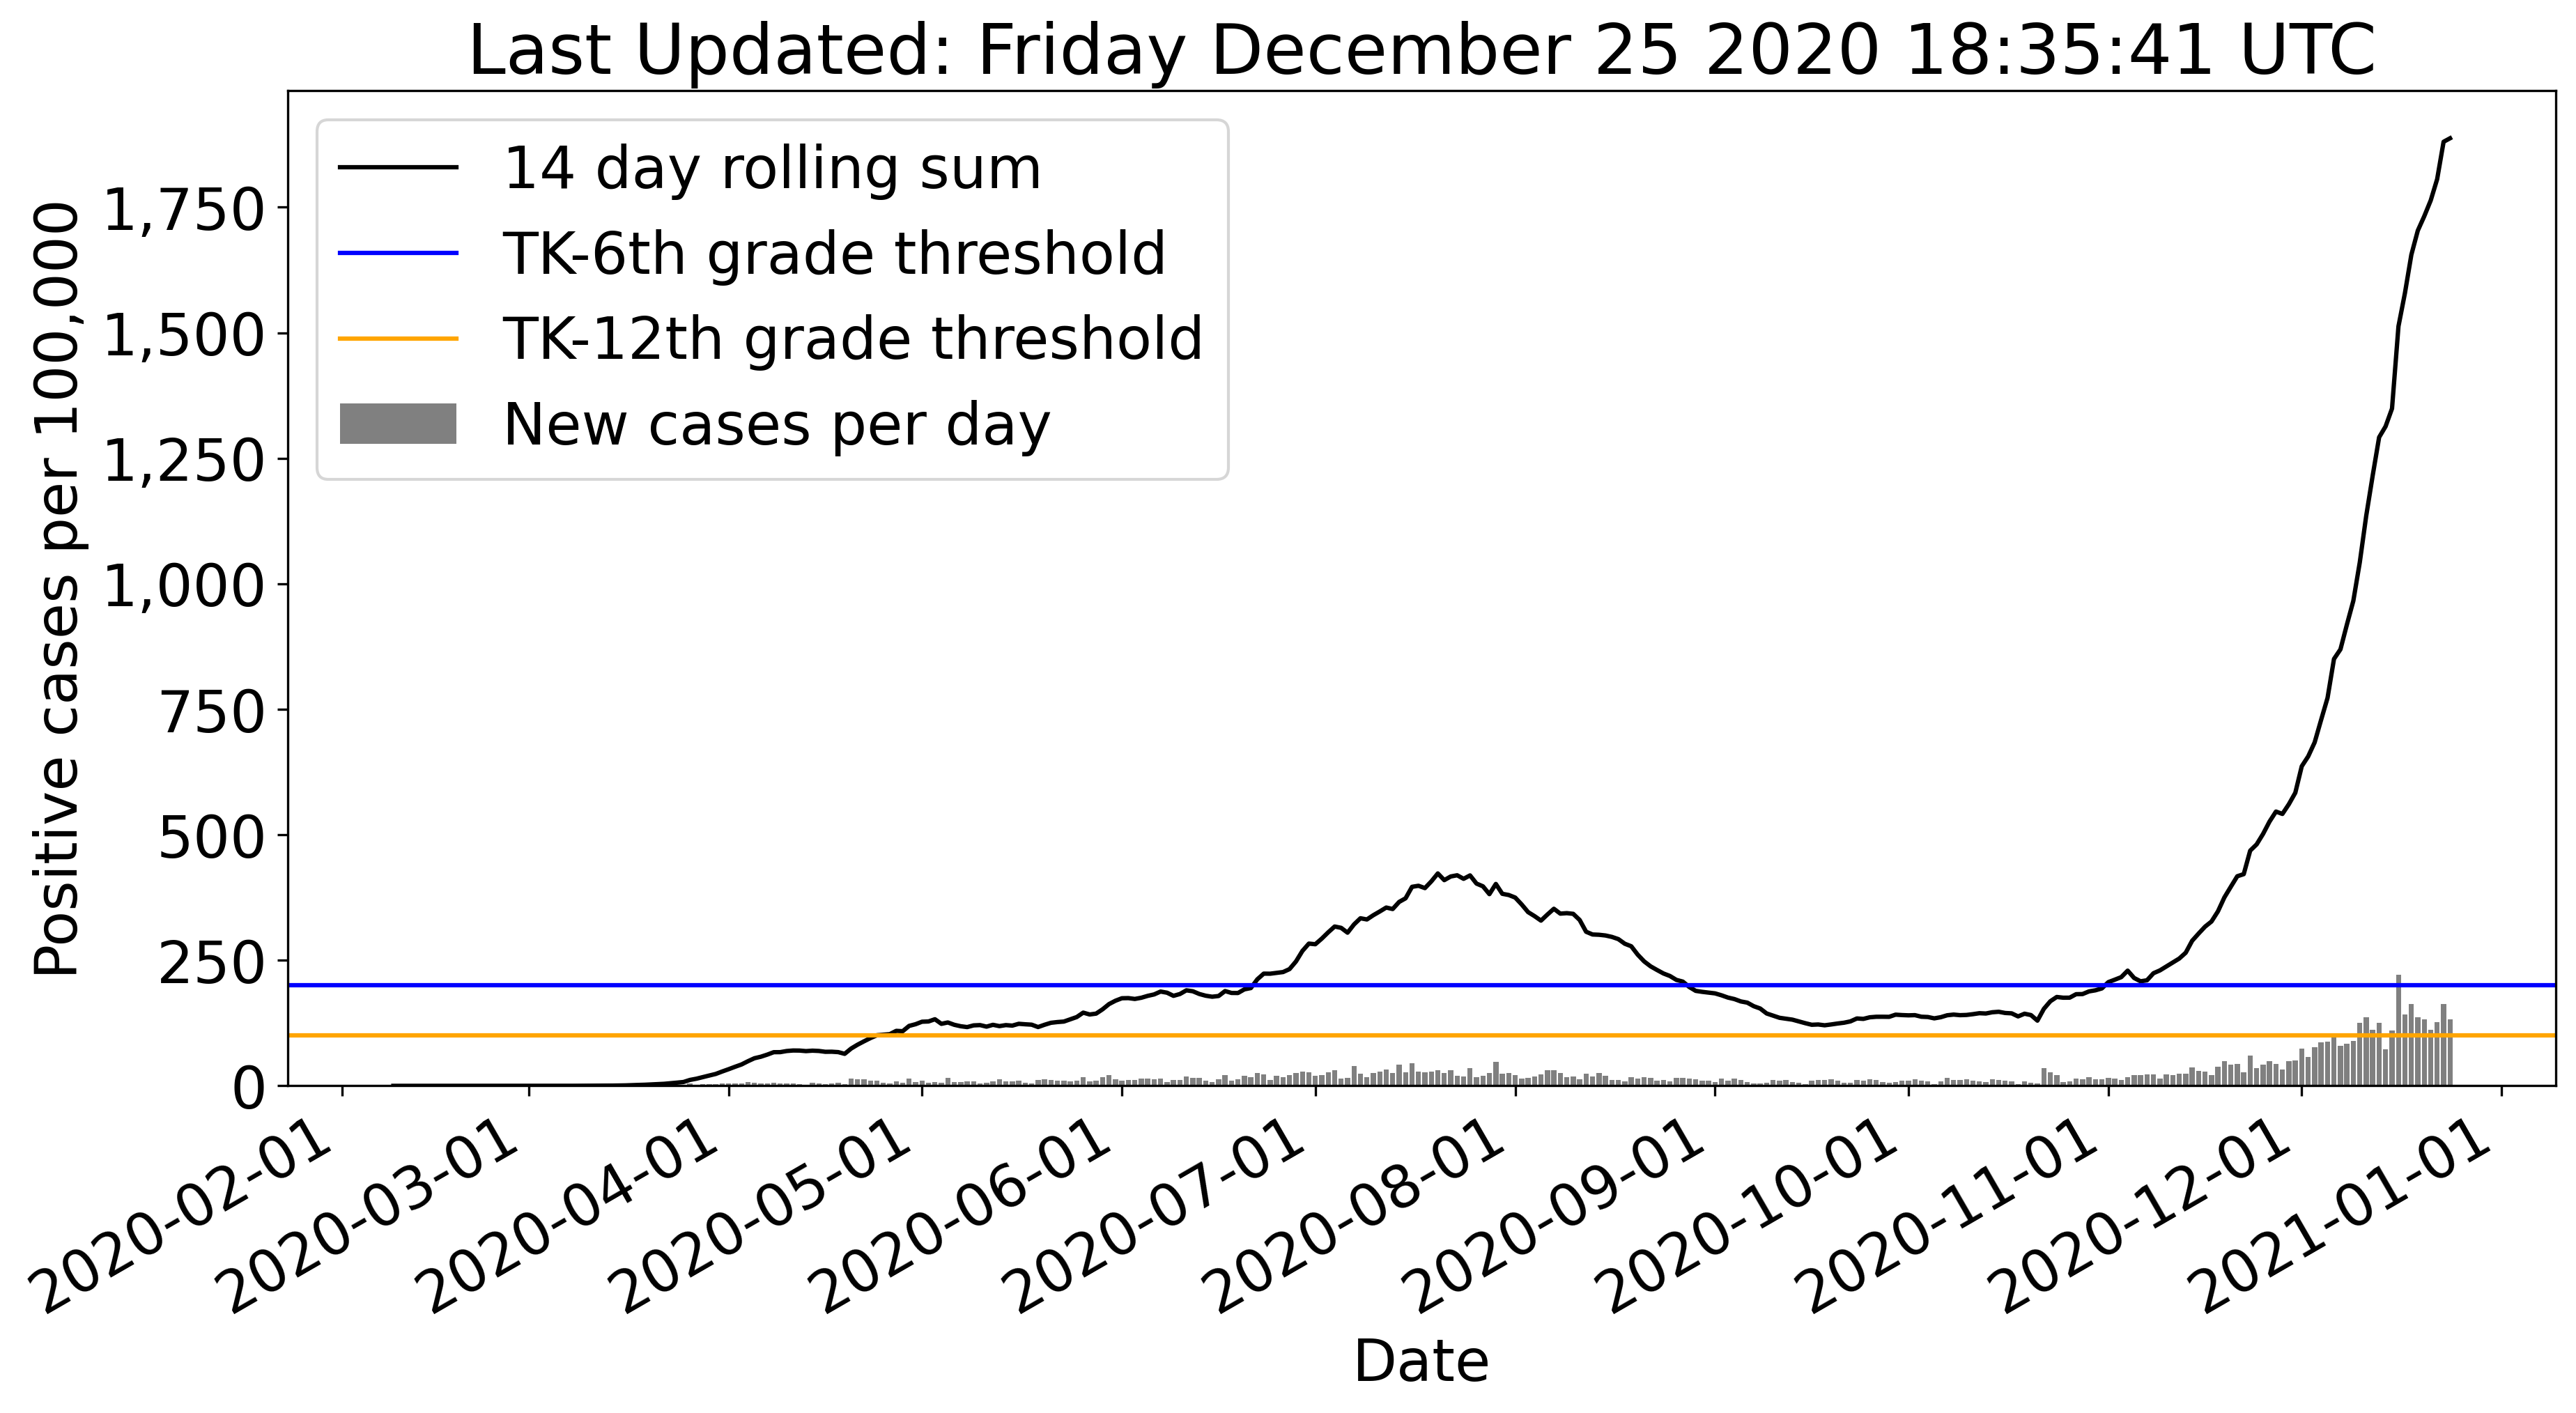 Last Updated: Friday December 25 2020 18:35:41 UTC
14 day rolling sum
TK-6th grade threshold
TK-12th grade threshold
New cases per day
Positive cases per 100,000
1,750
1,500
1,250
1,000
750
500
250
0
2020-02-01
2020-03-01
2020-04-01
2020-05-01
2020-06-01
2020-07-01
2020-08-01
2020-09-01
2020-10-01
2020-11-01
2020-12-01
2021-01-01
Date